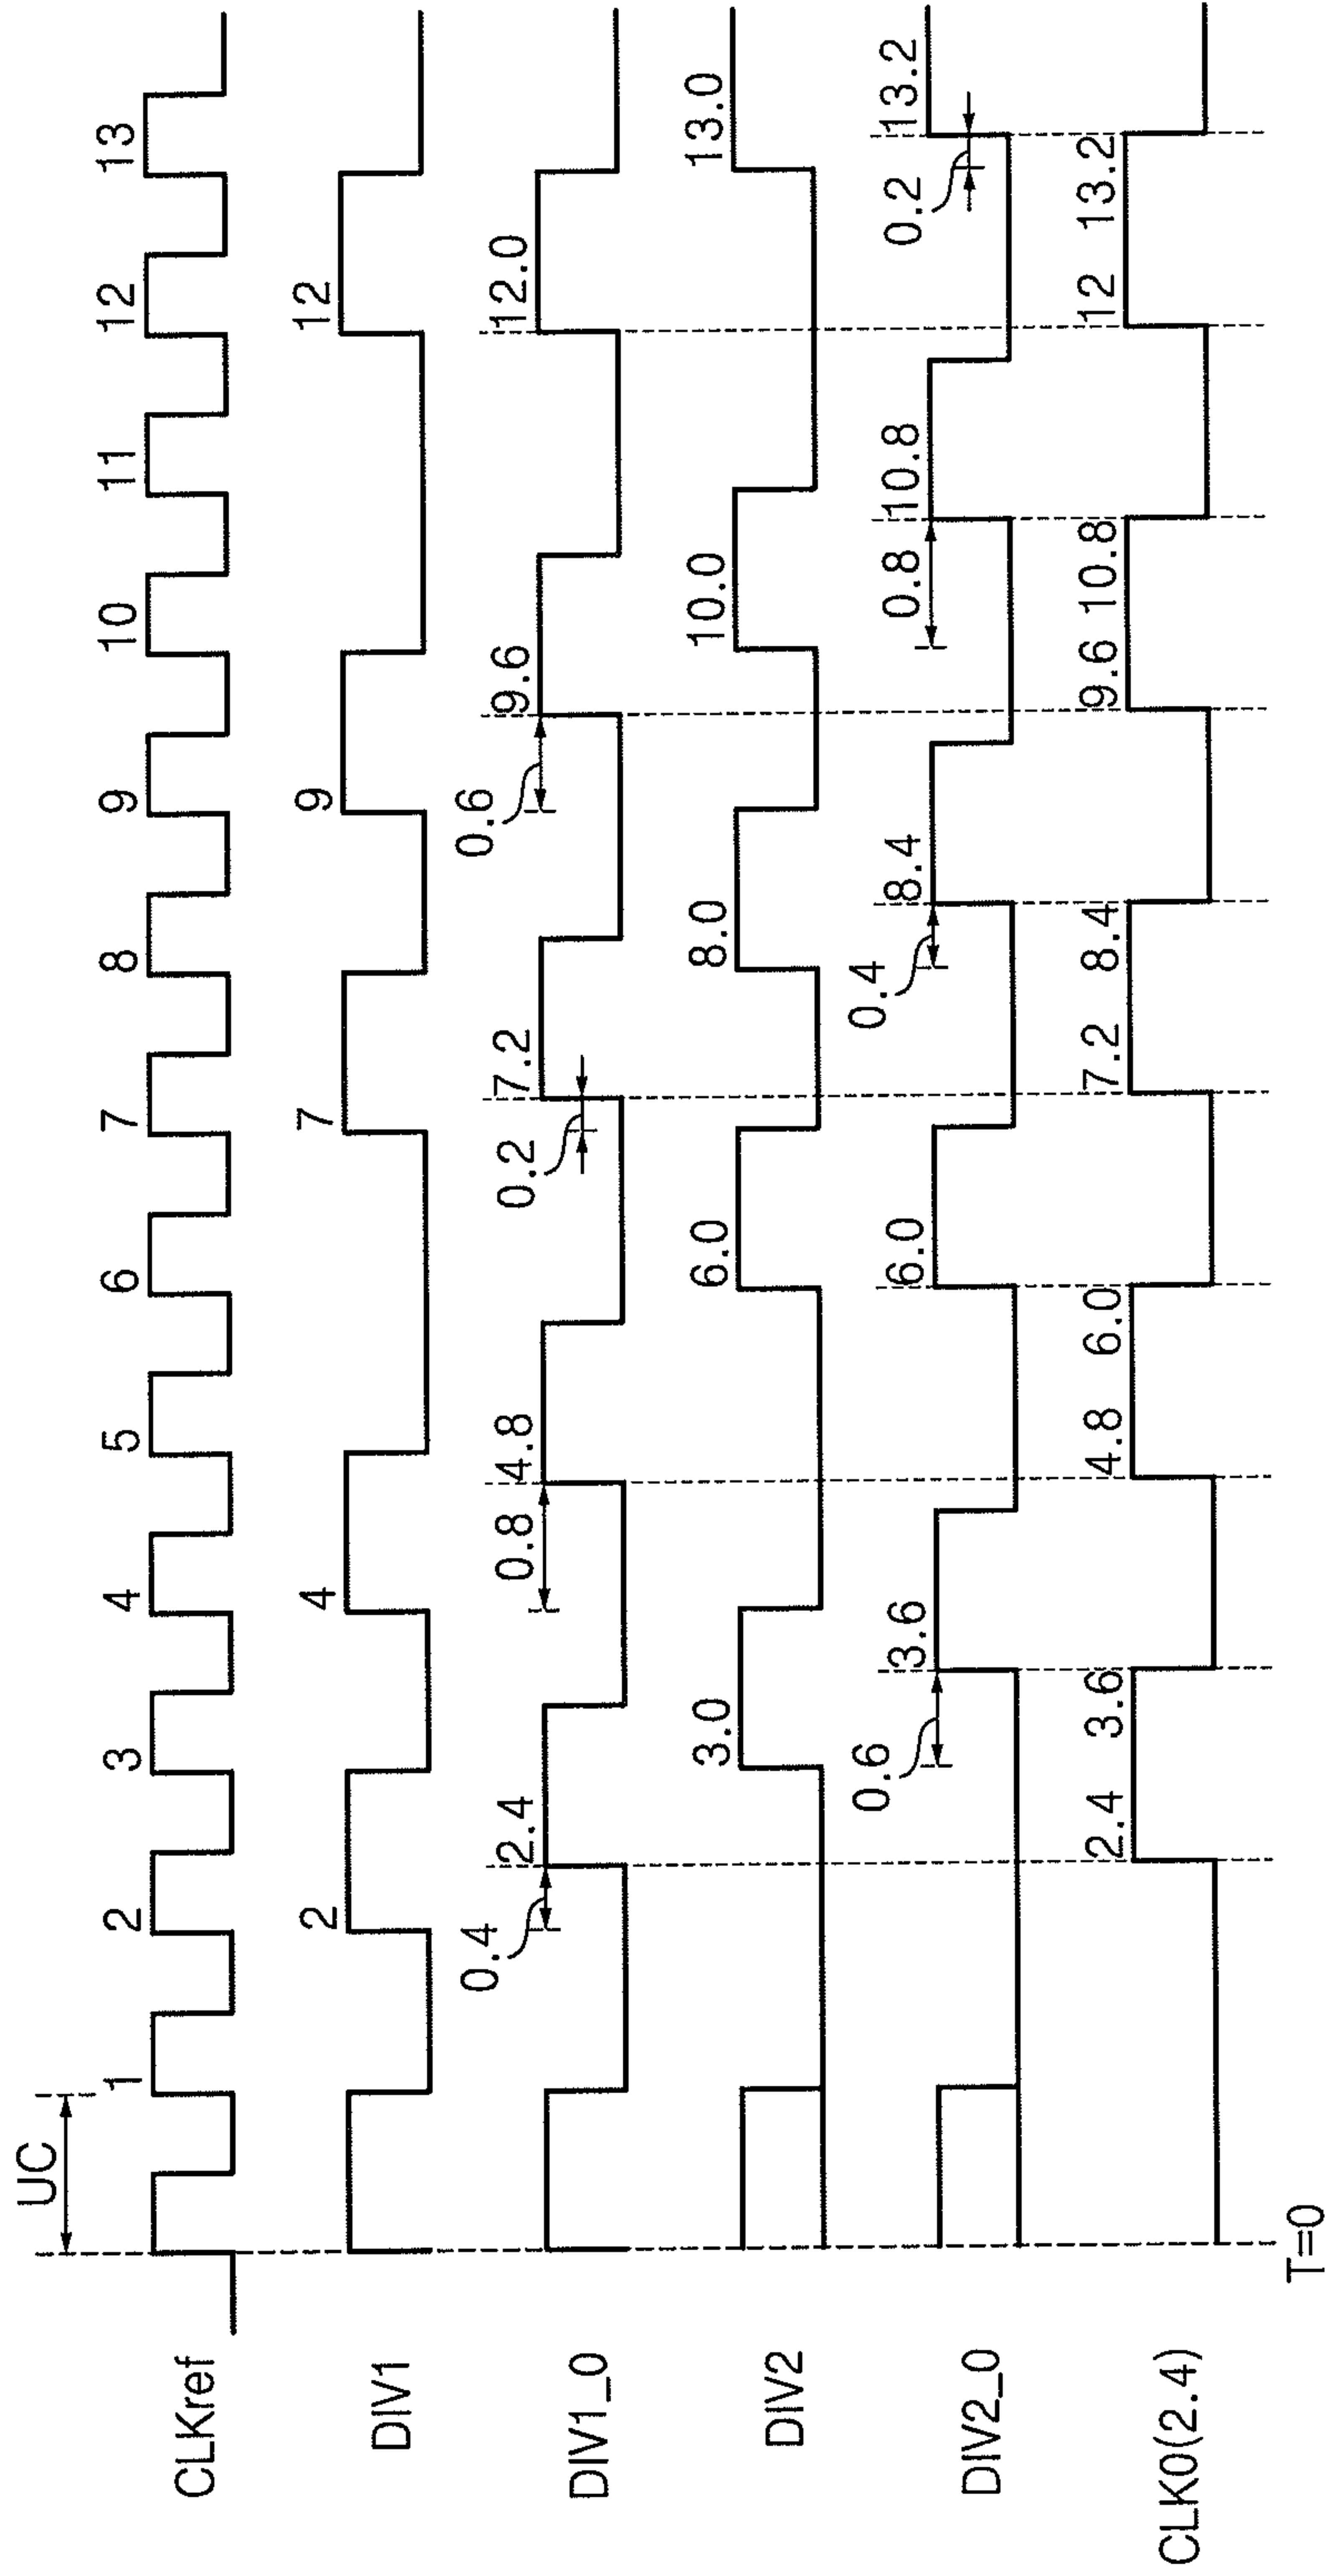 UC
CLKref 1 2 3 4 5 6 7 8 9 10 11 12 13
DIV1 2 4 7 9 12
DIV1_0 0.4 2.4 0.8 4.8 0.2 7.2 0.6 9.6 12.0
DIV2 3.0 6.0 8.0 10.0 13.0
DIV2_0 0.6 3.6 6.0 0.4 8.4 0.8 10.8 0.2 13.2
CLK0(2.4) 2.4 3.6 4.8 6.0 7.2 8.4 9.6 10.8 12 13.2
T=0